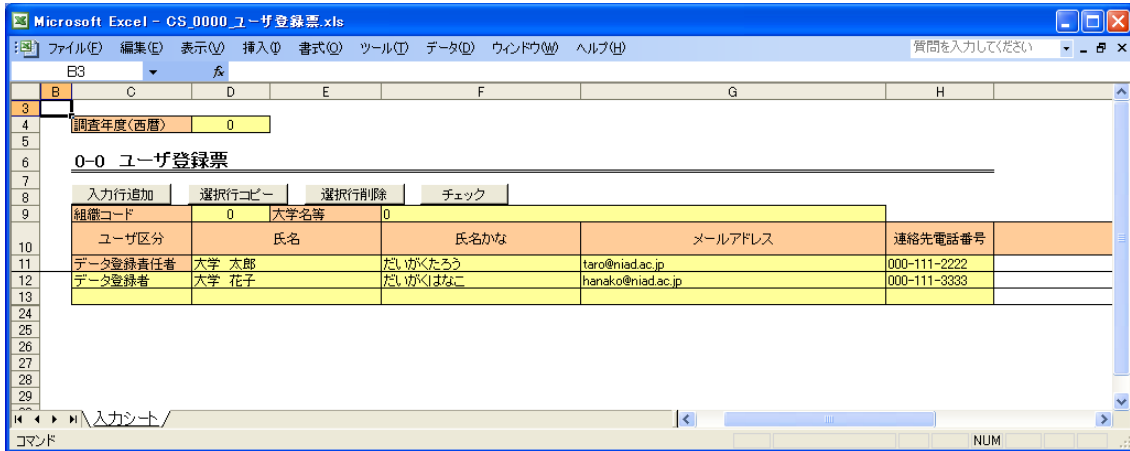 Microsoft Excel - CS_0000_ユーザ登録票.xls
ファイル(F) 編集(E) 表示(V) 挿入(I) 書式(O) ツール(T) データ(D) ウィンドウ(W) ヘルプ(H) 質問を入力してください
B3 fx
B C D E F G H
3
4 調査年度(西暦) 0
5
6 0-0 ユーザ登録票
7
8 入力行追加 選択行コピー 選択行削除 チェック
9 組織コード 0 大学名等 0
10 ユーザ区分 氏名 氏名かな メールアドレス 連絡先電話番号
11 データ登録責任者 大学 太郎 だいがくたろう taro@niad.ac.jp 000-111-2222
12 データ登録者 大学 花子 だいがくはなこ hanako@niad.ac.jp 000-111-3333
13
24
25
26
27
28
29
入力シート
コマンド NUM